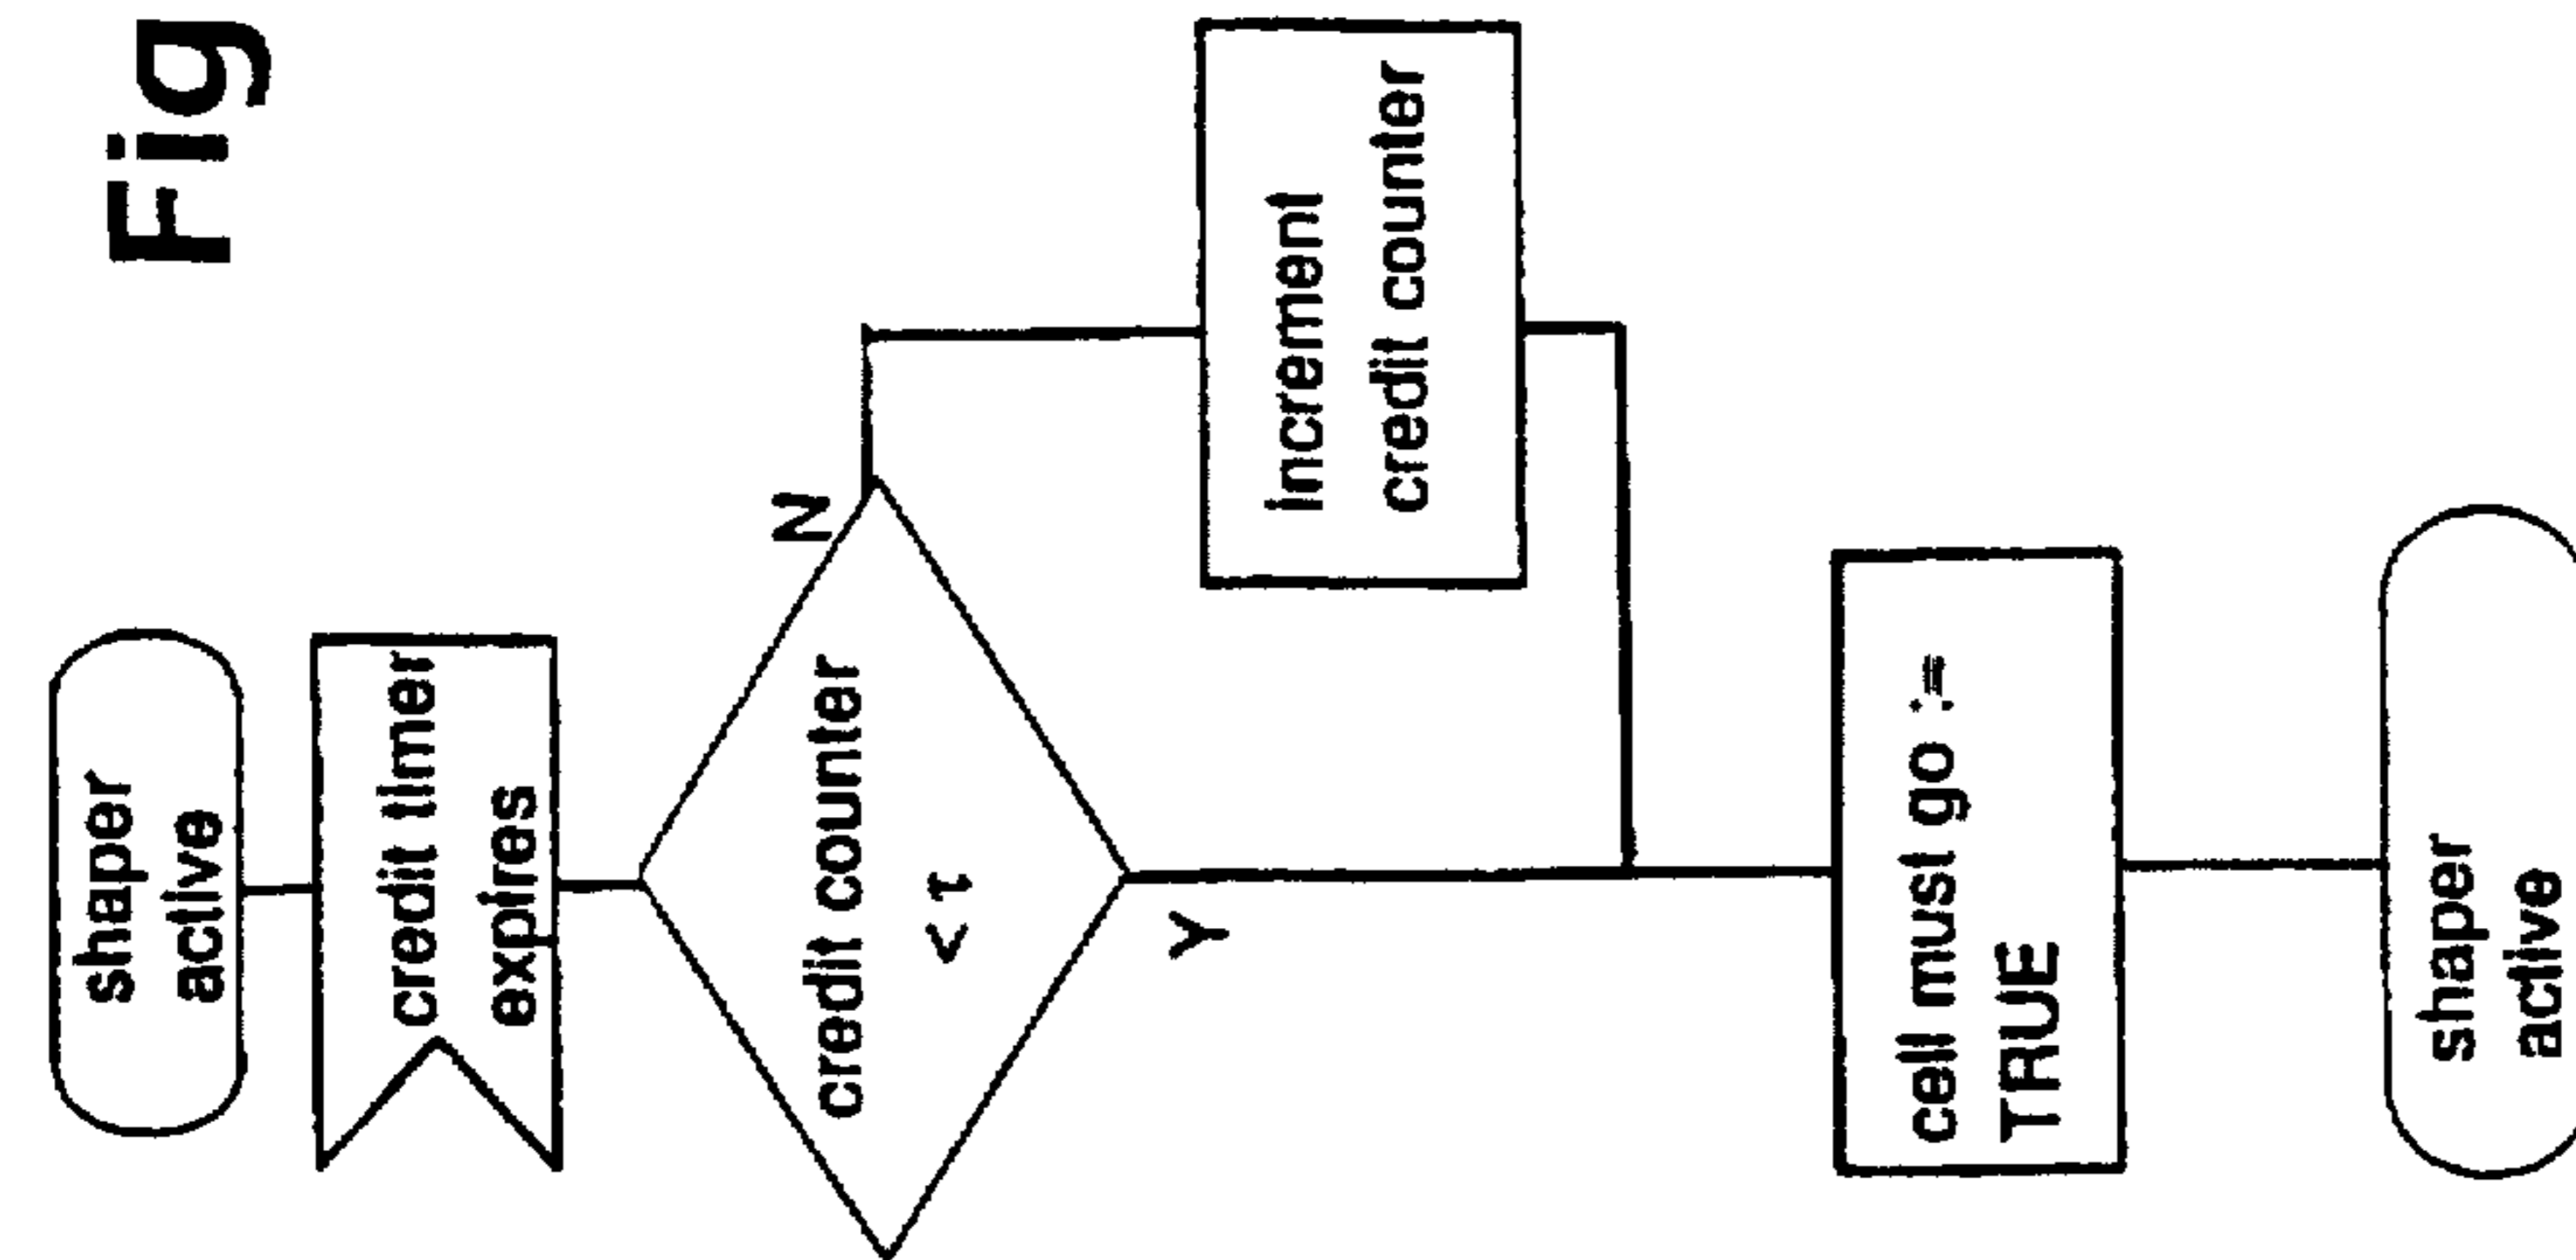 Fig
shaper
active
credit timer
expires
credit counter
< τ
N
Y
increment
credit counter
cell must go :=
TRUE
shaper
active